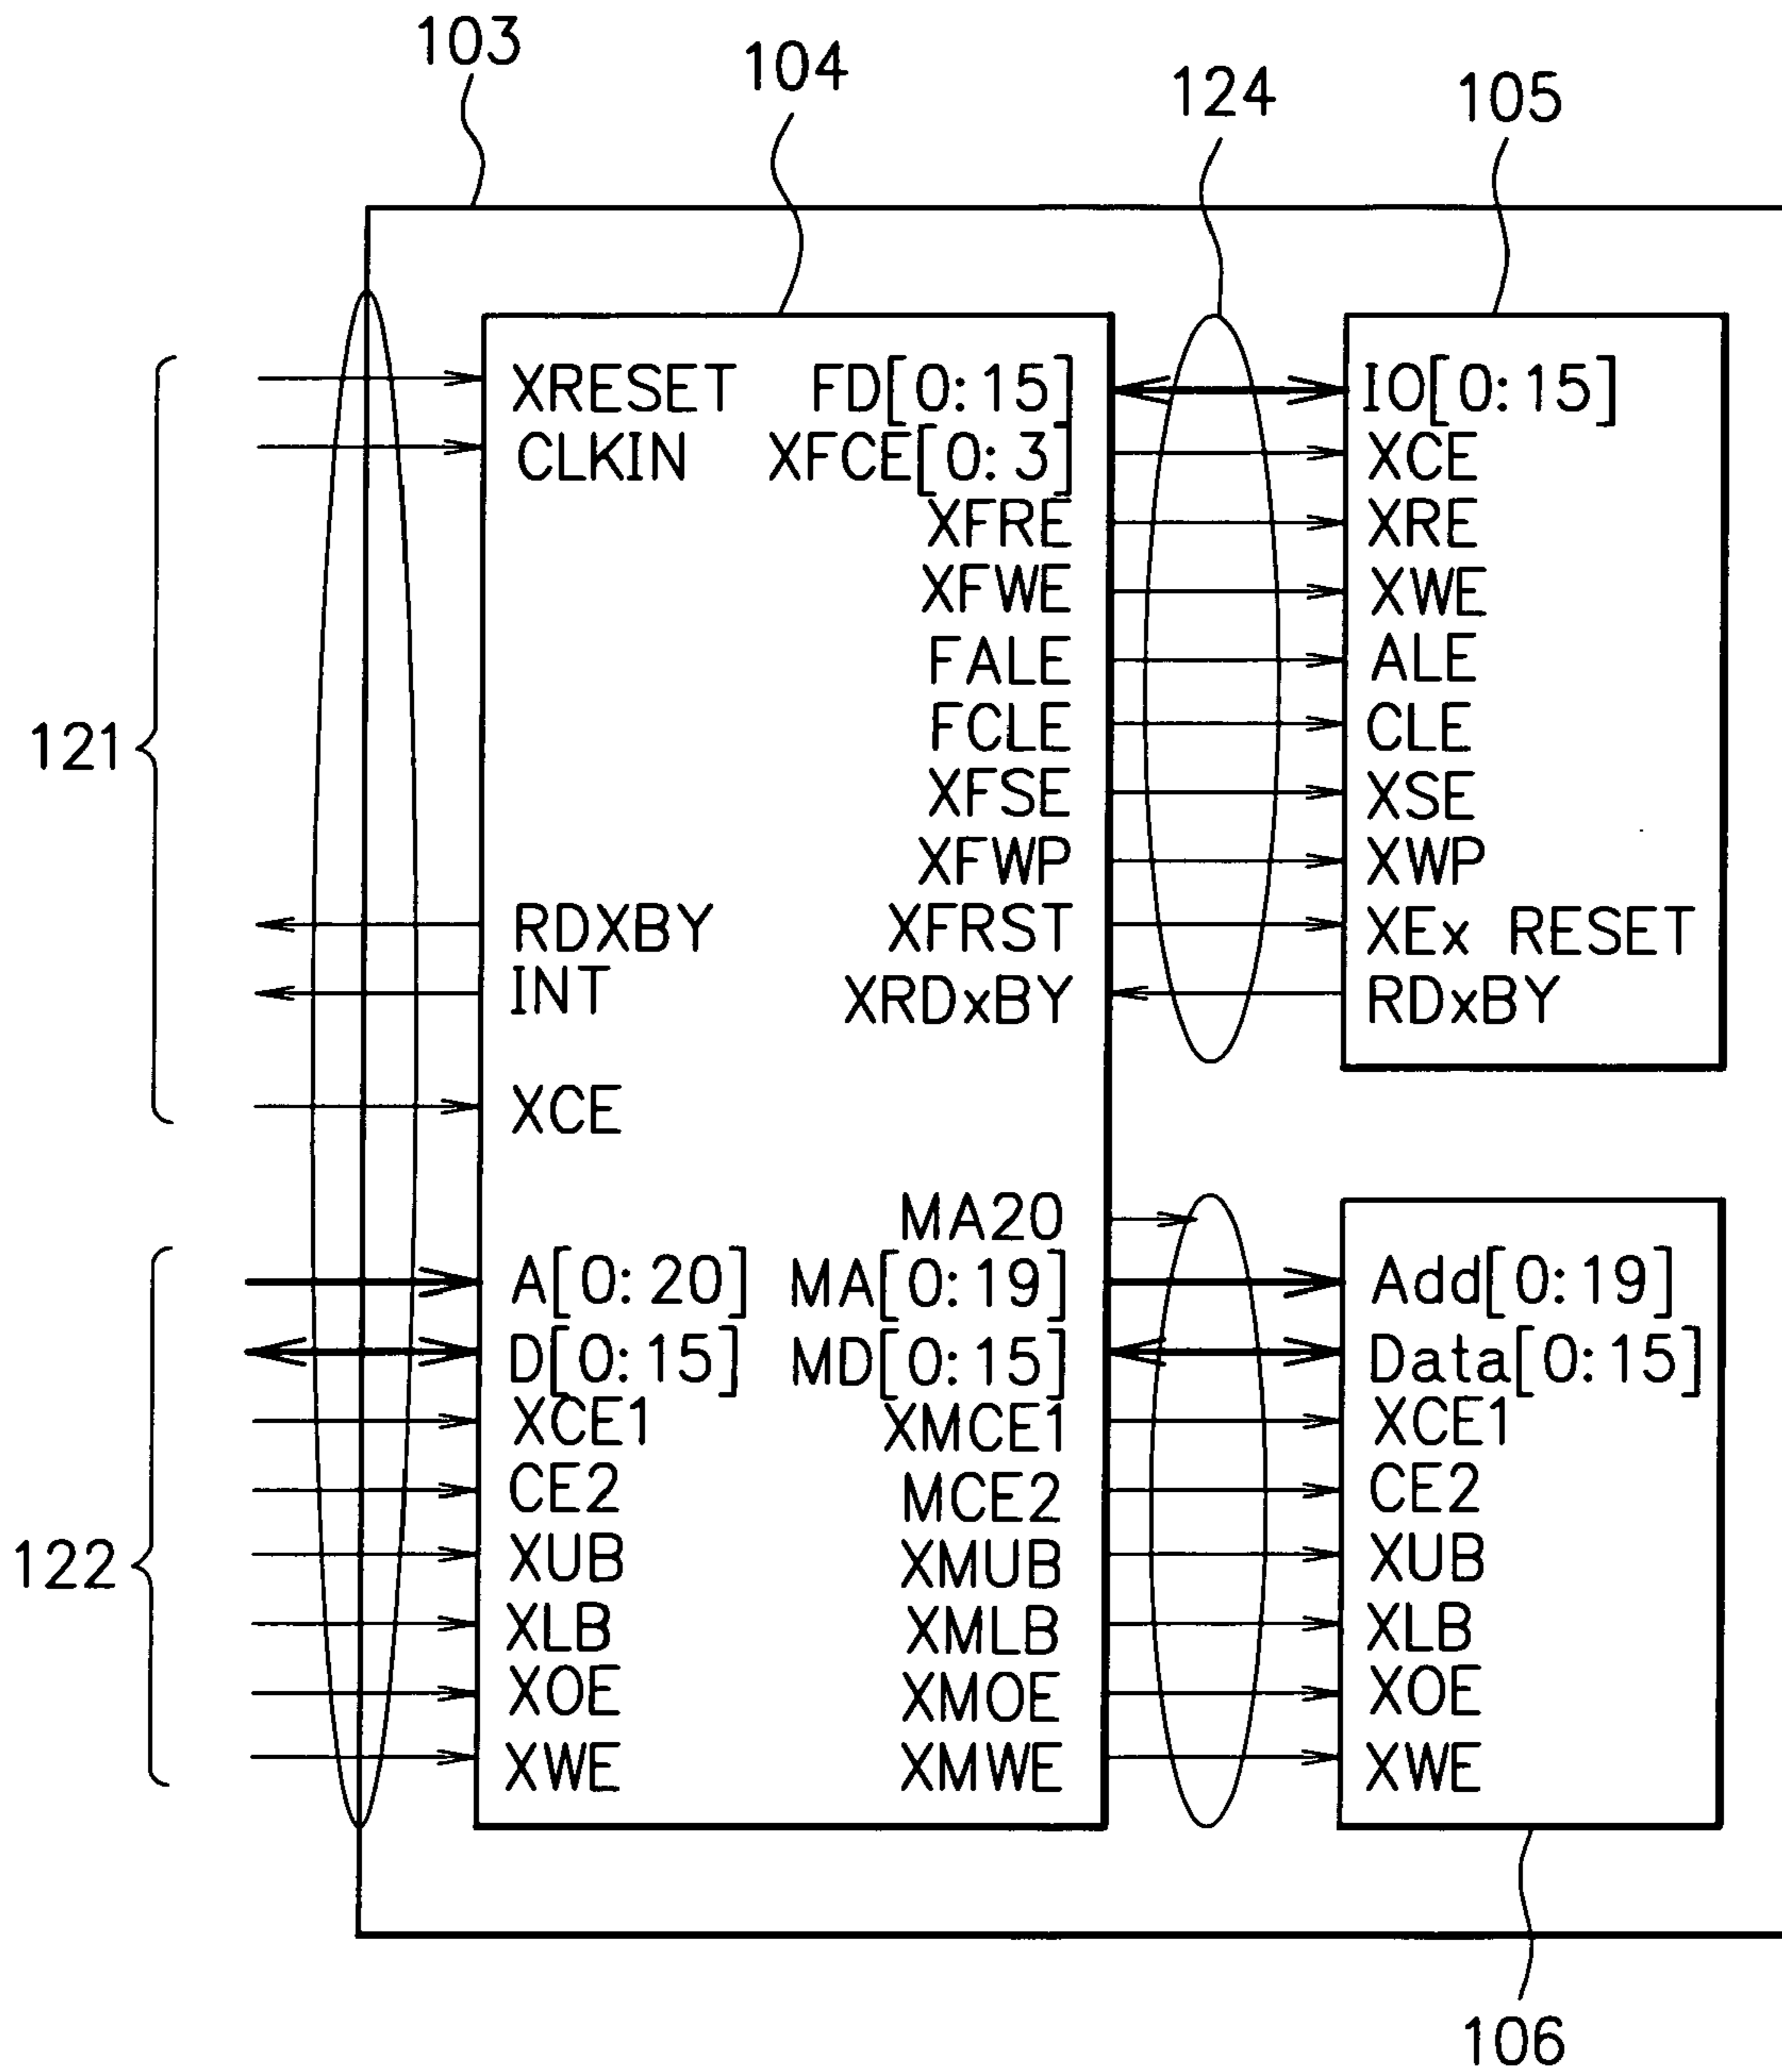 103
104
124
105
XRESET FD[0:15] IO[0:15]
CLKIN XFCE[0:3] XCE
XFRE XRE
XFWE XWE
FALE ALE
121 FCLE CLE
XFSE XSE
XFWP XWP
RDXBY XFRST XEx RESET
INT XRDxBY RDxBY
XCE
MA20
A[0:20] MA[0:19] Add[0:19]
D[0:15] MD[0:15] Data[0:15]
XCE1 XMCE1 XCE1
CE2 MCE2 CE2
122 XUB XMUB XUB
XLB XMLB XLB
XOE XMOE XOE
XWE XMWE XWE
106